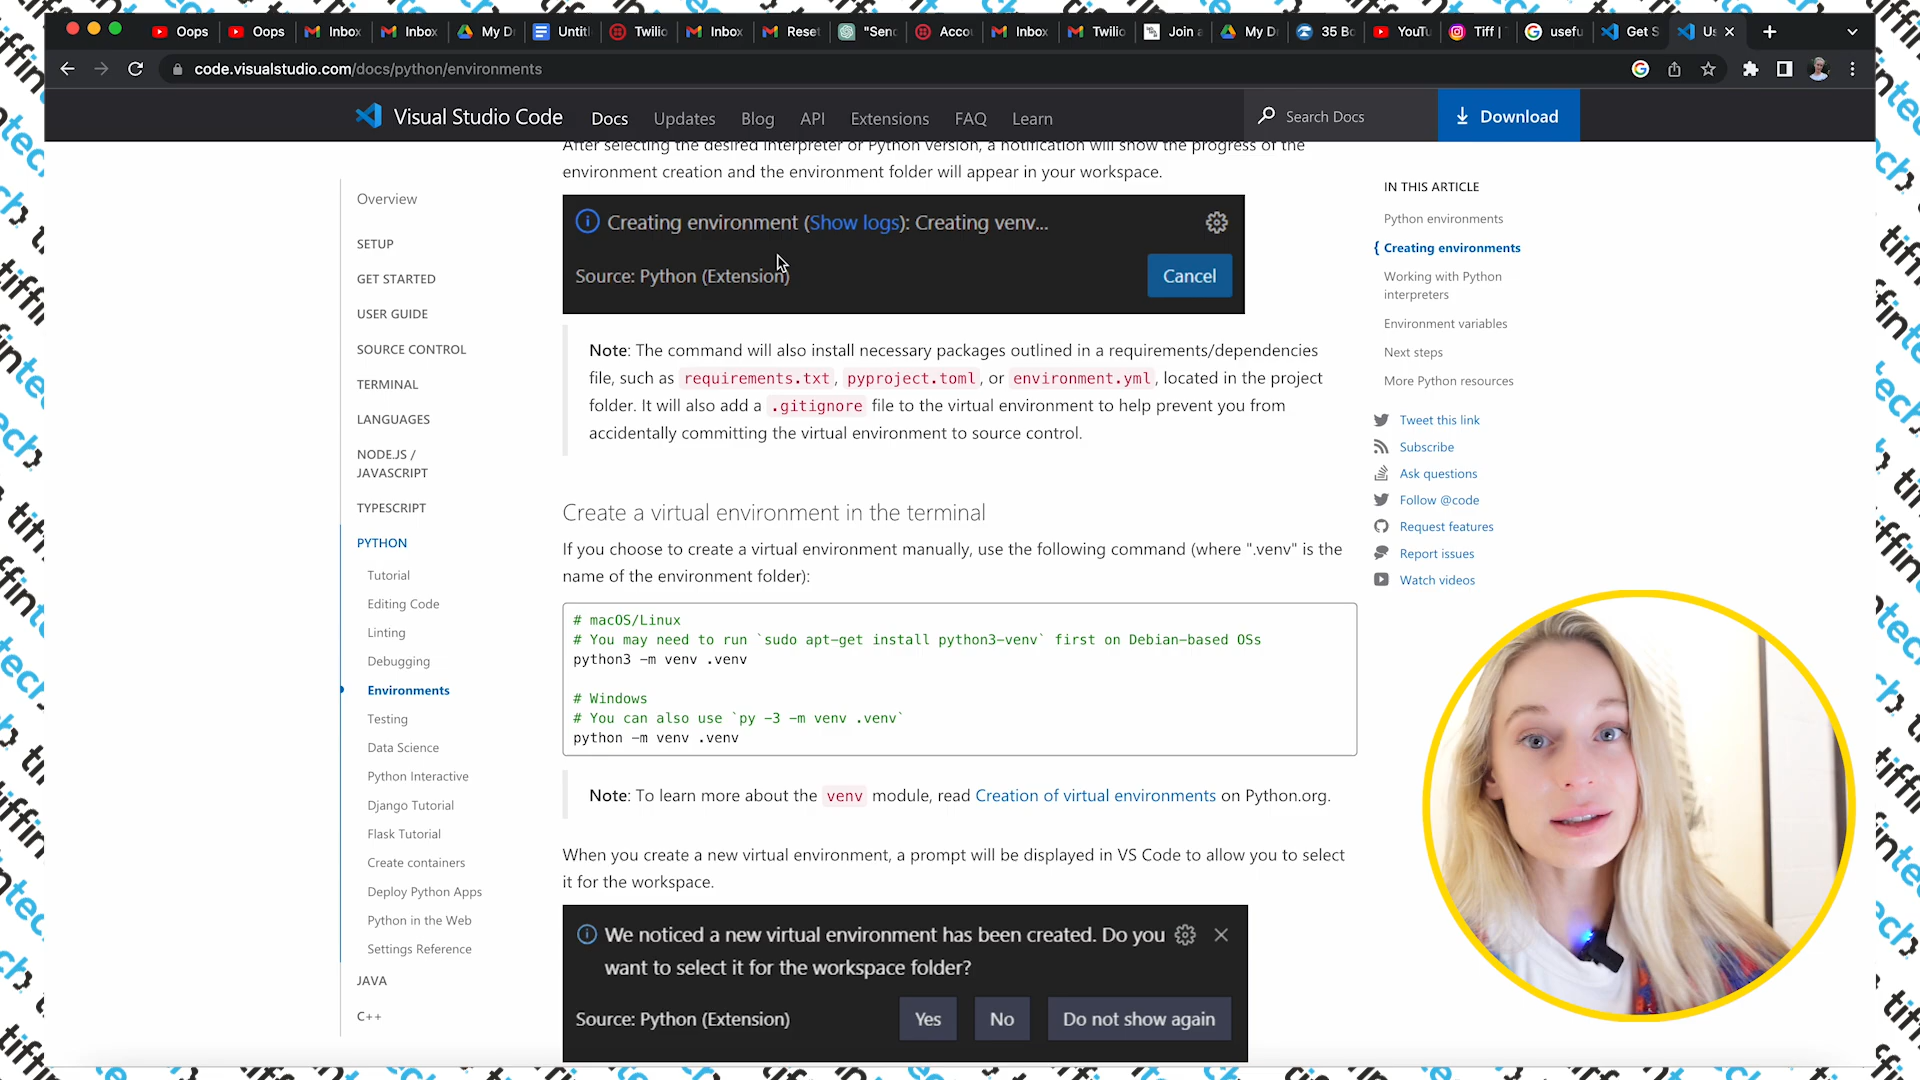 Oops
Oops
Inbox
Inbox
My D
Untitl
Twilio
Inbox
Reset
"Send
Accou
Inbox
Twilio
Join a
My D
35 Bo
YouTu
Tiff |
usefu
Get S
Us
code.visualstudio.com/docs/python/environments
Visual Studio Code
Docs
Updates
Blog
API
Extensions
FAQ
Learn
Search Docs
Download
After selecting the desired interpreter or Python version, a notification will show the progress of the
environment creation and the environment folder will appear in your workspace.
Creating environment (Show logs): Creating venv...
Source: Python (Extension)
Cancel
Note: The command will also install necessary packages outlined in a requirements/dependencies
file, such as requirements.txt, pyproject.toml, or environment.yml, located in the project
folder. It will also add a .gitignore file to the virtual environment to help prevent you from
accidentally committing the virtual environment to source control.
Create a virtual environment in the terminal
If you choose to create a virtual environment manually, use the following command (where ".venv" is the
name of the environment folder):
# macOS/Linux
# You may need to run `sudo apt-get install python3-venv` first on Debian-based OSs
python3 -m venv .venv
# Windows
# You can also use `py -3 -m venv .venv`
python -m venv .venv
Note: To learn more about the venv module, read Creation of virtual environments on Python.org.
When you create a new virtual environment, a prompt will be displayed in VS Code to allow you to select
it for the workspace.
We noticed a new virtual environment has been created. Do you
want to select it for the workspace folder?
Source: Python (Extension)
Yes
No
Do not show again
Overview
SETUP
GET STARTED
USER GUIDE
SOURCE CONTROL
TERMINAL
LANGUAGES
NODE.JS /
JAVASCRIPT
TYPESCRIPT
PYTHON
Tutorial
Editing Code
Linting
Debugging
Environments
Testing
Data Science
Python Interactive
Django Tutorial
Flask Tutorial
Create containers
Deploy Python Apps
Python in the Web
Settings Reference
JAVA
C++
IN THIS ARTICLE
Python environments
Creating environments
Working with Python
interpreters
Environment variables
Next steps
More Python resources
Tweet this link
Subscribe
Ask questions
Follow @code
Request features
Report issues
Watch videos
tiffintech